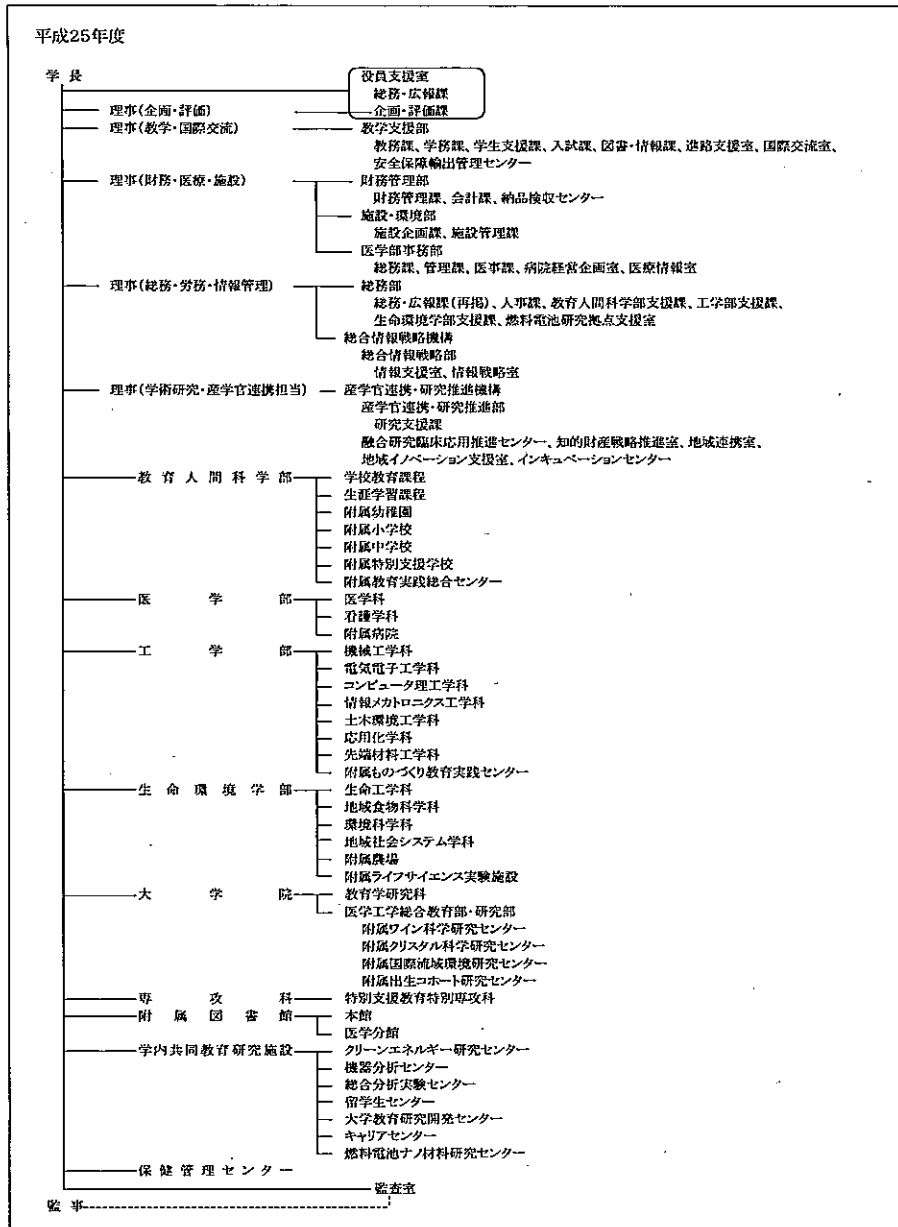 平成25年度
学長
役員支援室
総務・広報課
理事(企画・評価) 企画・評価課
理事(教学・国際交流) 教学支援部
教務課、学務課、学生支援課、入試課、図書・情報課、進路支援室、国際交流室、
安全保障輸出管理センター
理事(財務・医療・施設) 財務管理部
財務管理課、会計課、納品検収センター
施設・環境部
施設企画課、施設管理課
医学部事務部
総務課、管理課、医事課、病院経営企画室、医療情報室
理事(総務・労務・情報管理) 総務部
総務・広報課(再掲)、人事課、教育人間科学部支援課、工学部支援課、
生命環境学部支援課、燃料電池研究拠点支援室
総合情報戦略機構
総合情報戦略部
情報支援室、情報戦略室
理事(学術研究・産学官連携担当) 産学官連携・研究推進機構
産学官連携・研究推進部
研究支援課
融合研究臨床応用推進センター、知的財産戦略推進室、地域連携室、
地域イノベーション支援室、インキュベーションセンター
教育人間科学部 学校教育課程
生涯学習課程
附属幼稚園
附属小学校
附属中学校
附属特別支援学校
附属教育実践総合センター
医学部 医学科
看護学科
附属病院
工学部 機械工学科
電気電子工学科
コンピュータ理工学科
情報メカトロニクス工学科
土木環境工学科
応用化学科
先端材料工学科
附属ものづくり教育実践センター
生命環境学部 生命工学科
地域食物科学科
環境科学科
地域社会システム学科
附属農場
附属ライフサイエンス実験施設
大学院 教育学研究科
医学工学総合教育部・研究部
附属ワイン科学研究センター
附属クリスタル科学研究センター
附属国際流域環境研究センター
附属出生コホート研究センター
専攻科 特別支援教育特別専攻科
附属図書館 本館
医学分館
学内共同教育研究施設 クリーンエネルギー研究センター
機器分析センター
総合分析実験センター
留学生センター
大学教育研究開発センター
キャリアセンター
燃料電池ナノ材料研究センター
保健管理センター
監査室
監事